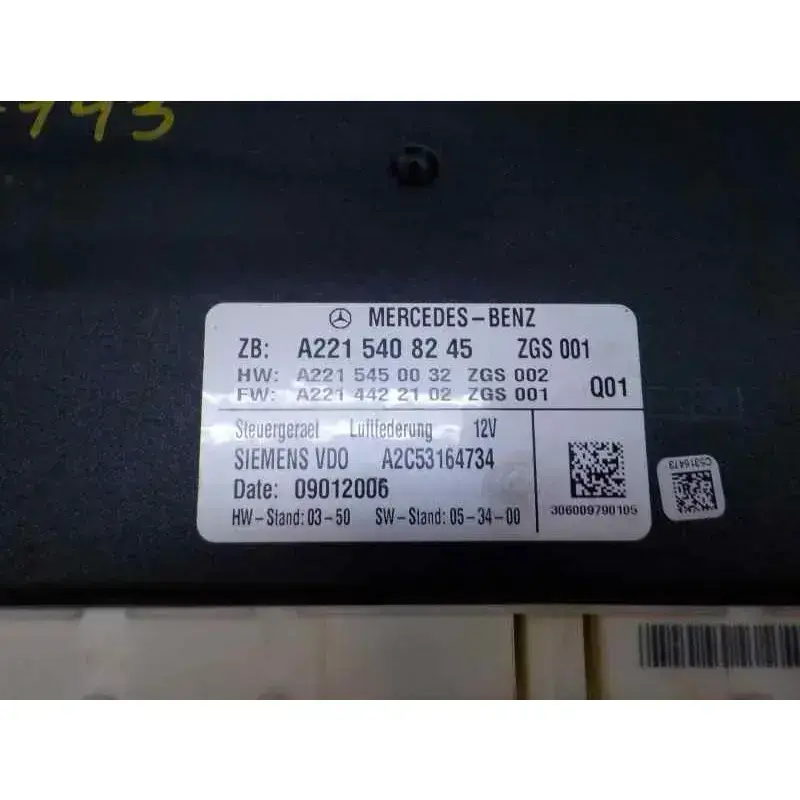 793
MERCEDES-BENZ
ZB: A221 540 82 45 ZGS 001
HW: A221 545 00 32 ZGS 002
FW: A221 442 21 02 ZGS 001 Q01
Steuergeraet Luftfederung 12V
SIEMENS VDO A2C53164734
Date: 09012006
HW-Stand: 03-50 SW-Stand: 05-34-00
306009790105
C5316473